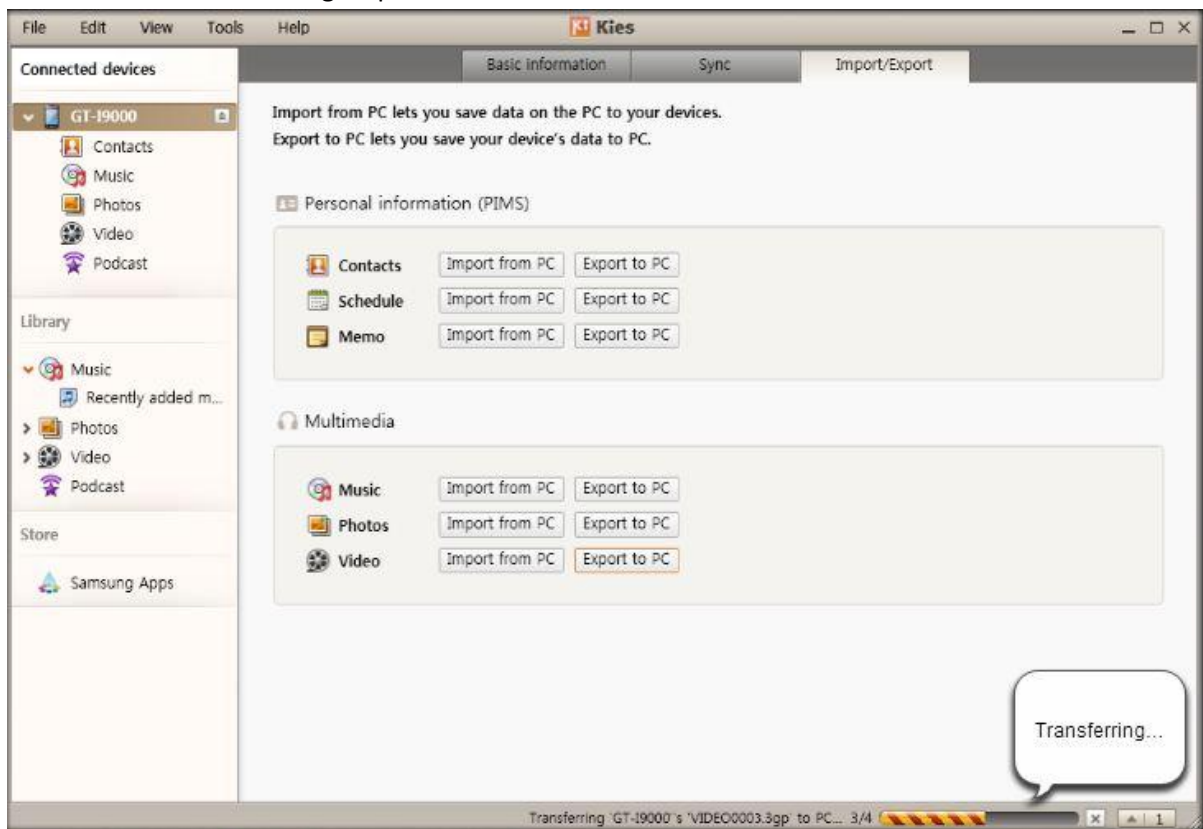 File Edit View Tools Help Kies
Connected devices
Basic information Sync Import/Export
GT-I9000
Contacts
Music
Photos
Video
Podcast
Library
Music
Recently added m...
Photos
Video
Podcast
Store
Samsung Apps
Import from PC lets you save data on the PC to your devices.
Export to PC lets you save your device's data to PC.
Personal information (PIMS)
Contacts Import from PC Export to PC
Schedule Import from PC Export to PC
Memo Import from PC Export to PC
Multimedia
Music Import from PC Export to PC
Photos Import from PC Export to PC
Video Import from PC Export to PC
Transferring...
Transferring 'GT-I9000's 'VIDEO0003.3gp' to PC... 3/4 1